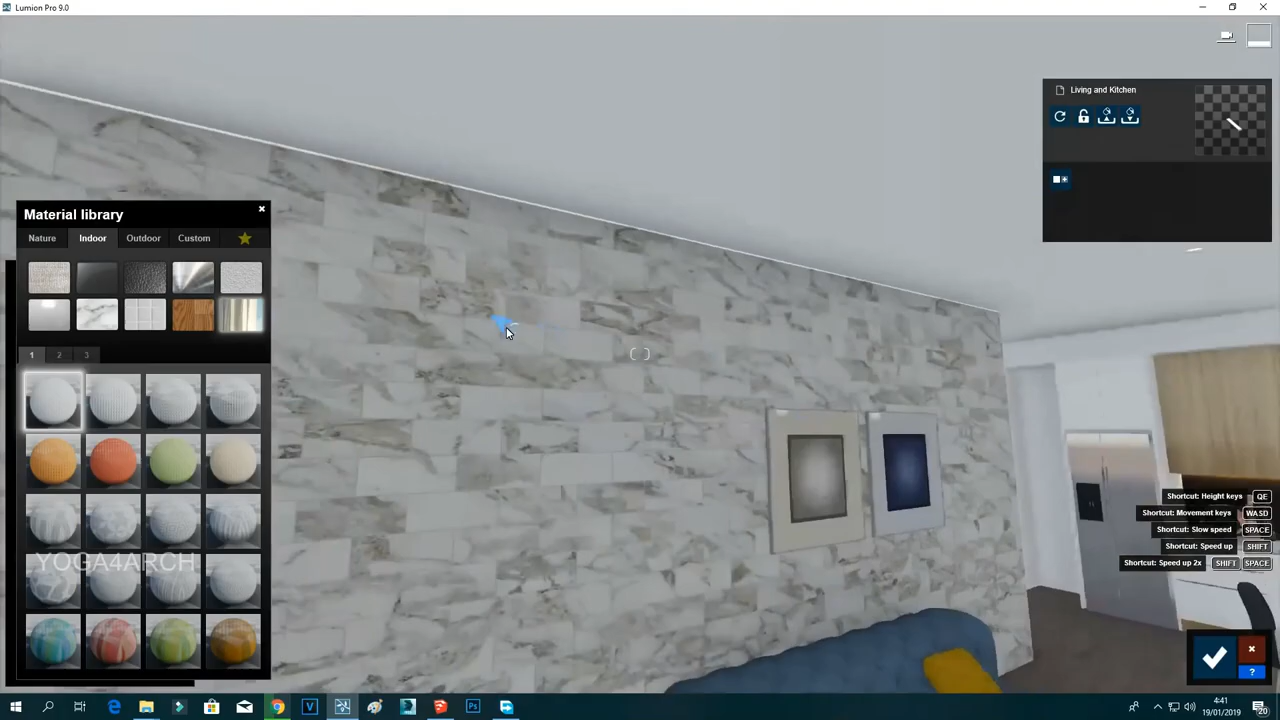 Lumion Pro 9.0
Living and Kitchen
Material library
Nature Indoor Outdoor Custom
1 2 3
YOGA4ARCH
Shortcut: Height keys QE
Shortcut: Movement keys WASD
Shortcut: Slow speed SPACE
Shortcut: Speed up SHIFT
Shortcut: Speed up 2x SHIFT SPACE
?
4:41
19/01/2019
20